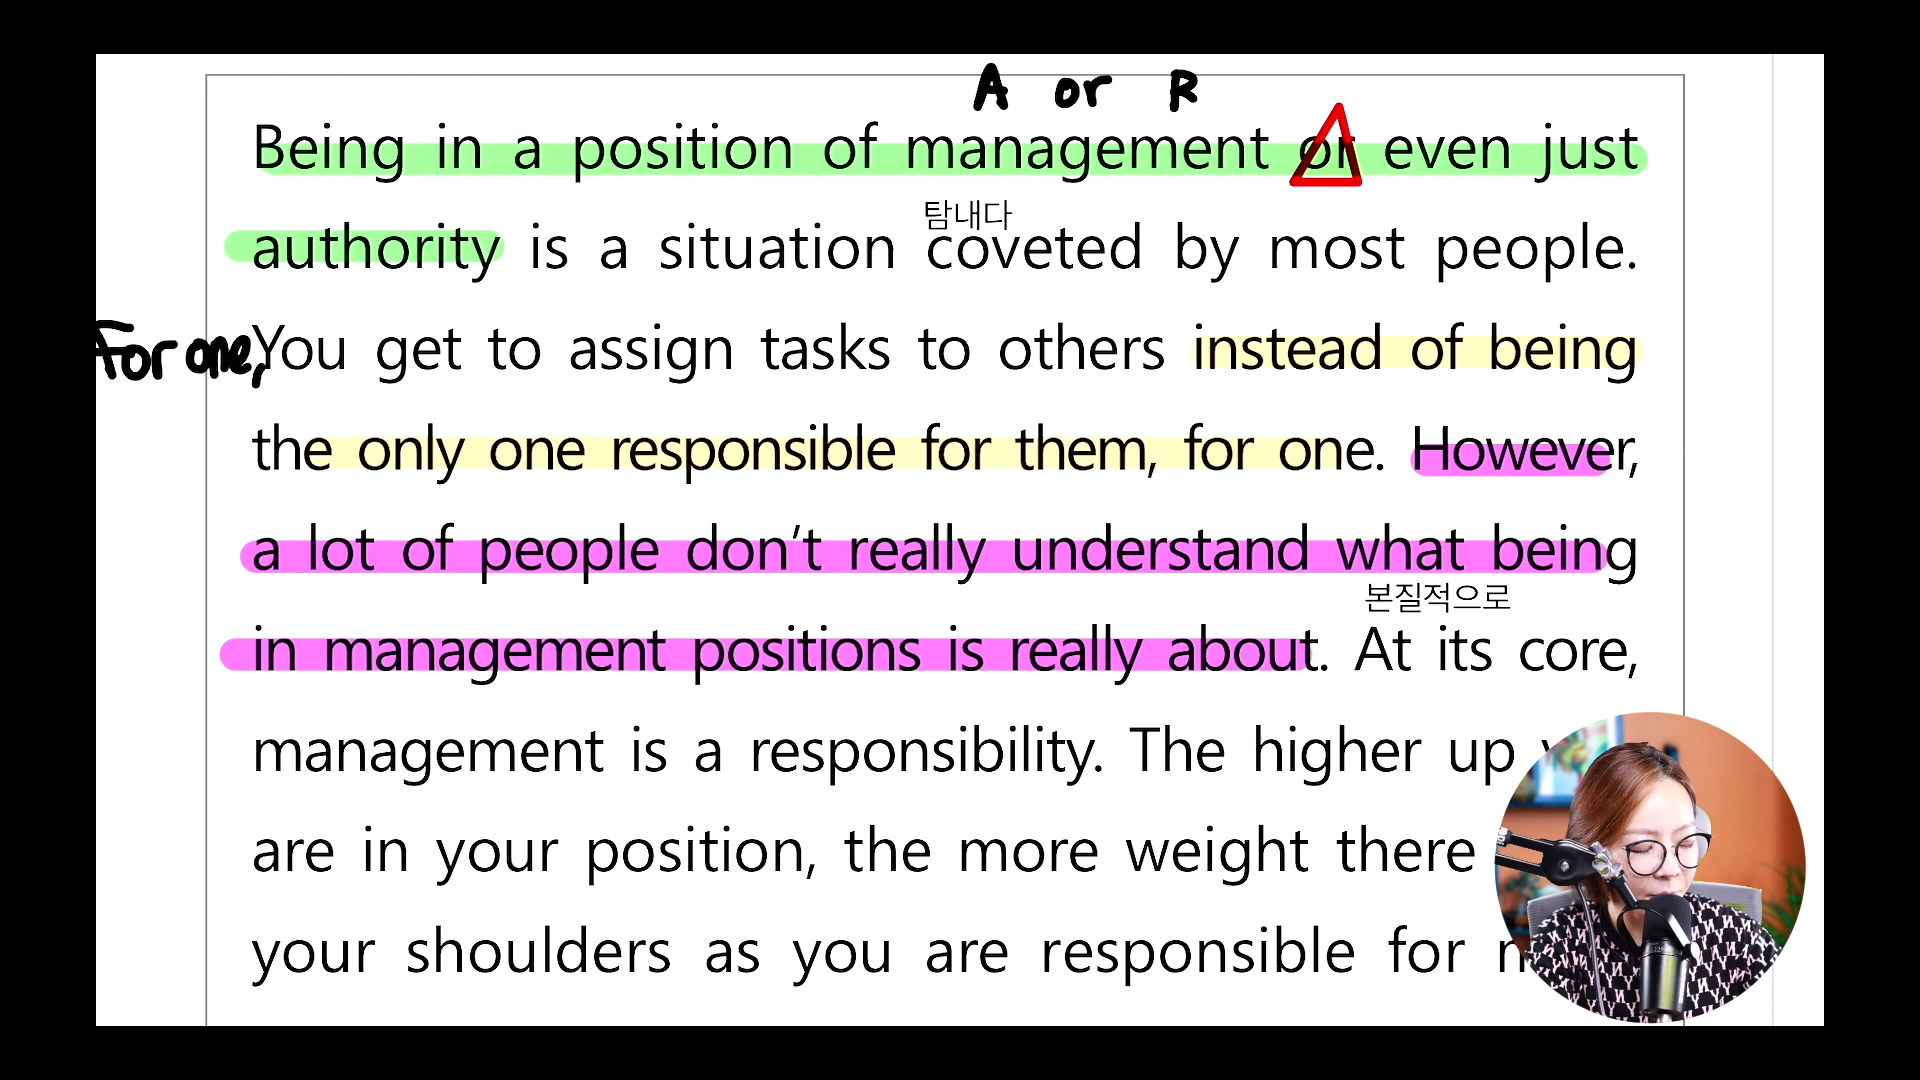 A or R
Being in a position of management or even just
탐내다
authority is a situation coveted by most people.
For one, You get to assign tasks to others instead of being
the only one responsible for them, for one. However,
a lot of people don't really understand what being
본질적으로
in management positions is really about. At its core,
management is a responsibility. The higher up
are in your position, the more weight there
your shoulders as you are responsible for